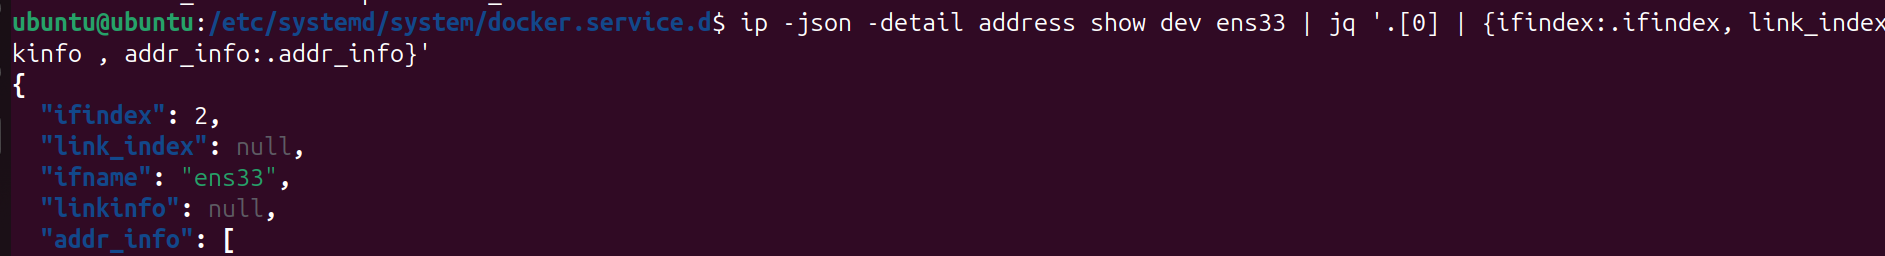 ubuntu@ubuntu:/etc/systemd/system/docker.service.d$ ip -json -detail address show dev ens33 | jq '.[0] | {ifindex:.ifindex, link_index
kinfo , addr_info:.addr_info}'
{
  "ifindex": 2,
  "link_index": null,
  "ifname": "ens33",
  "linkinfo": null,
  "addr_info": [